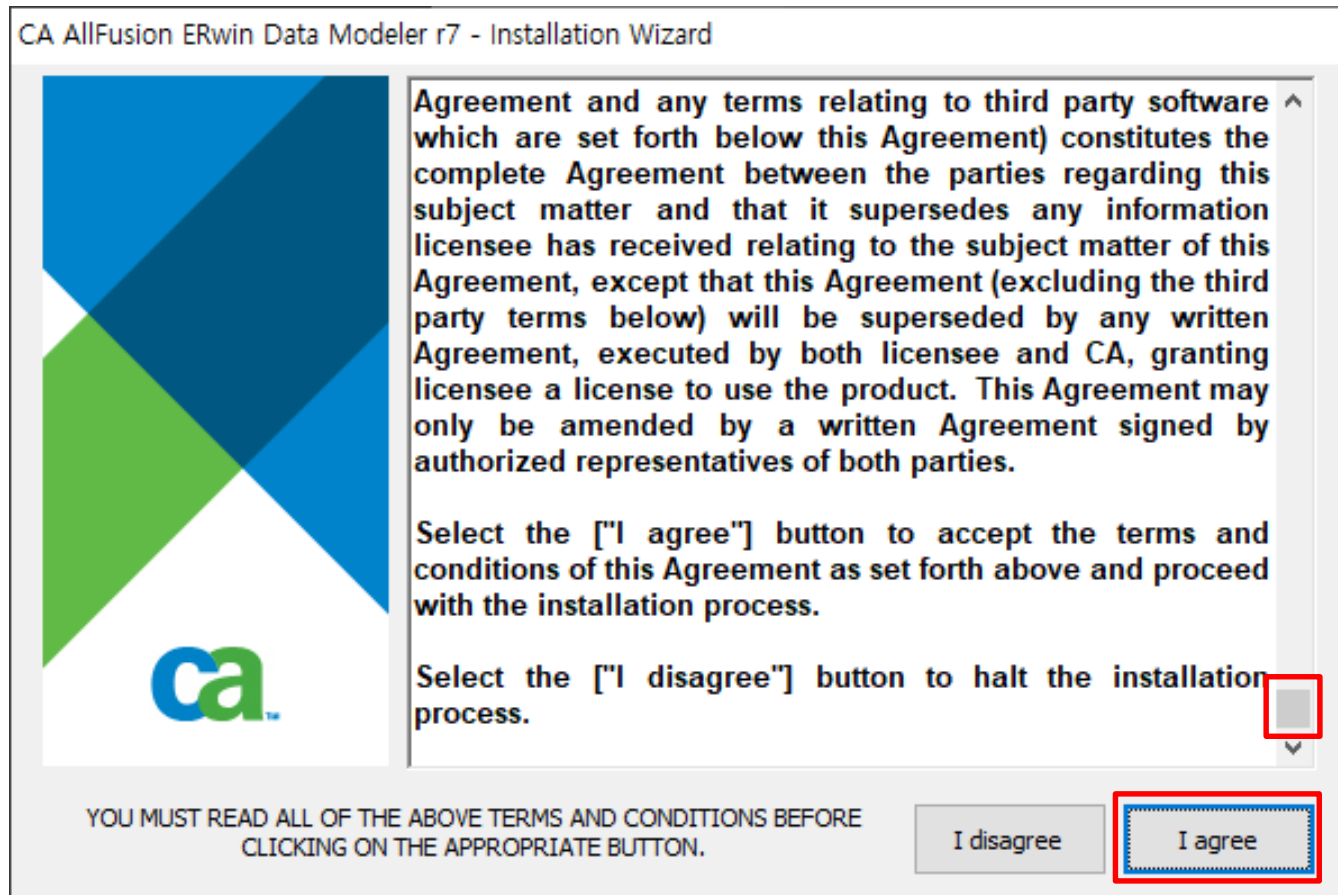 CA AllFusion ERwin Data Modeler r7 - Installation Wizard
Agreement and any terms relating to third party software
which are set forth below this Agreement) constitutes the
complete Agreement between the parties regarding this
subject matter and that it supersedes any information
licensee has received relating to the subject matter of this
Agreement, except that this Agreement (excluding the third
party terms below) will be superseded by any written
Agreement, executed by both licensee and CA, granting
licensee a license to use the product. This Agreement may
only be amended by a written Agreement signed by
authorized representatives of both parties.
Select the ["I agree"] button to accept the terms and
conditions of this Agreement as set forth above and proceed
with the installation process.
Select the ["I disagree"] button to halt the installation
process.
ca™
YOU MUST READ ALL OF THE ABOVE TERMS AND CONDITIONS BEFORE
CLICKING ON THE APPROPRIATE BUTTON.
I disagree
I agree